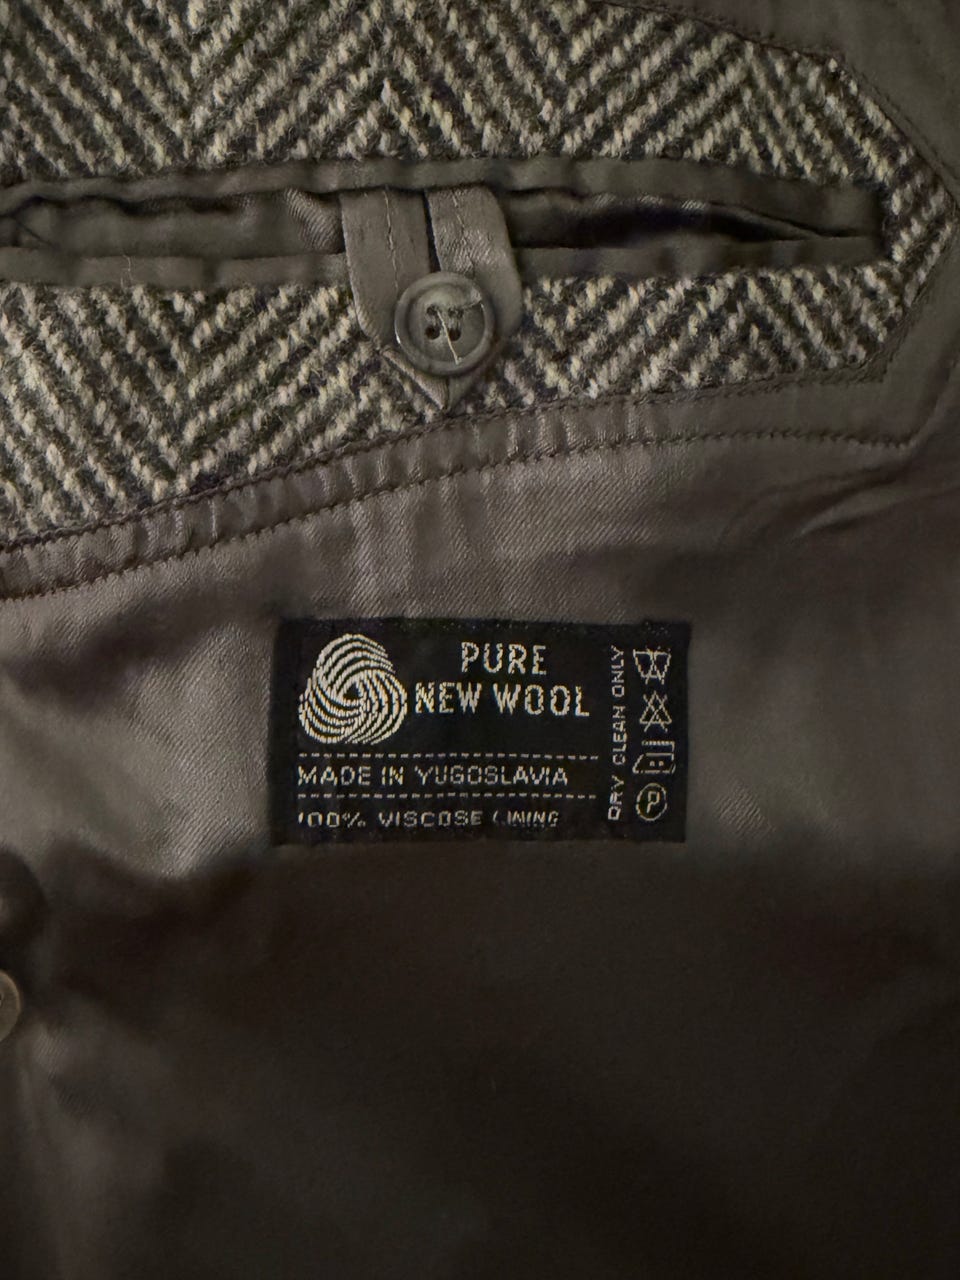 PURE
NEW WOOL
MADE IN YUGOSLAVIA
100% VISCOSE LINING
DRY CLEAN ONLY
P